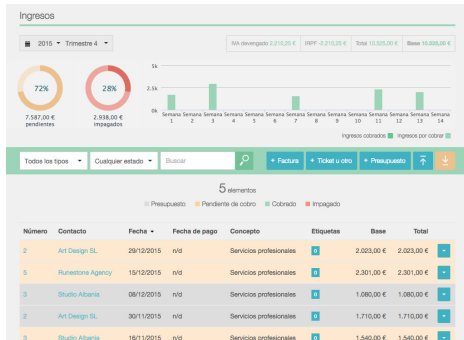 Ingresos
2015 Trimestre 4
IVA devengado 2.210,25 € IRPF -2.210,25 € Total 10.525,00 € Base 10.525,00 €
72%
7.587,00 €
pendientes
28%
2.938,00 €
impagados
5k
2.5k
0k
Semana 1 Semana 2 Semana 3 Semana 4 Semana 5 Semana 6 Semana 7 Semana 8 Semana 9 Semana 10 Semana 11 Semana 12 Semana 13 Semana 14
Ingresos cobrados Ingresos por cobrar
Todos los tipos Cualquier estado Buscar + Factura + Ticket u otro + Presupuesto
5 elementos
Presupuesto Pendiente de cobro Cobrado Impagado
Número Contacto Fecha Fecha de pago Concepto Etiquetas Base Total
2 Art Design SL 29/12/2015 n/d Servicios profesionales 0 2.023,00 € 2.023,00 €
5 Runestone Agency 15/12/2015 n/d Servicios profesionales 0 2.301,00 € 2.301,00 €
3 Studio Albania 08/12/2015 n/d Servicios profesionales 0 1.080,00 € 1.080,00 €
2 Art Design SL 30/11/2015 n/d Servicios profesionales 0 1.710,00 € 1.710,00 €
3 Studio Albania 16/11/2015 n/d Servicios profesionales 0 1.540,00 € 1.540,00 €